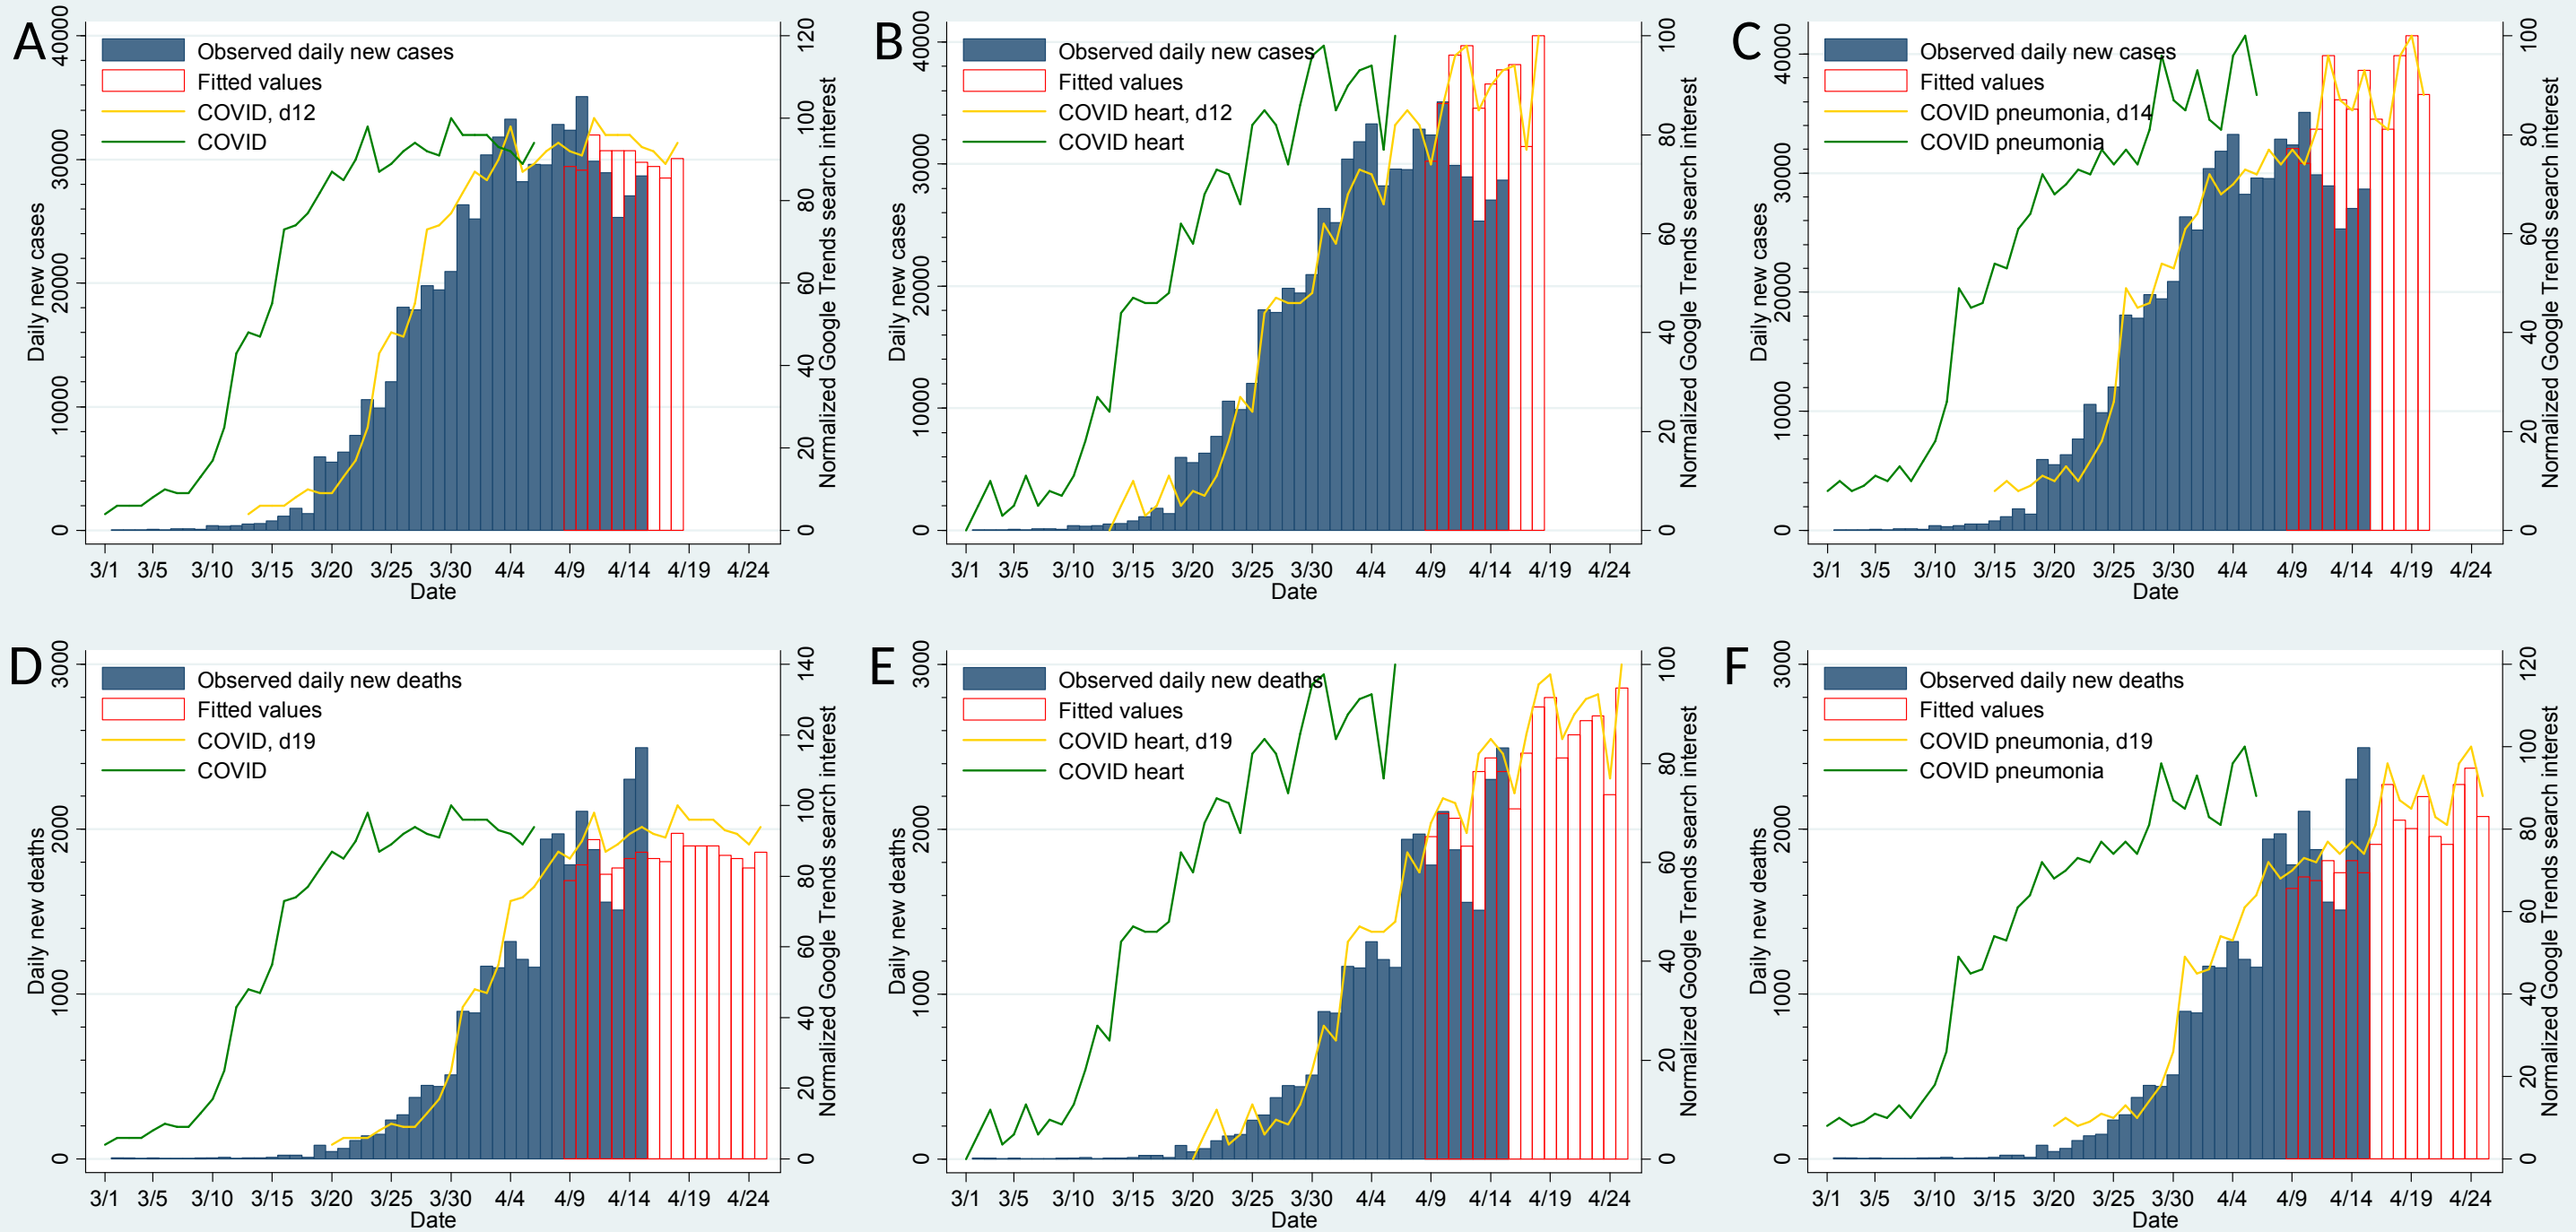 A
Observed daily new cases
Fitted values
COVID, d12
COVID
Daily new cases
0 10000 20000 30000 40000
Normalized Google Trends search interest
0 20 40 60 80 100 120
3/1 3/5 3/10 3/15 3/20 3/25 3/30 4/4 4/9 4/14 4/19 4/24
Date
B
Observed daily new cases
Fitted values
COVID heart, d12
COVID heart
Daily new cases
0 10000 20000 30000 40000
Normalized Google Trends search interest
0 20 40 60 80 100
3/1 3/5 3/10 3/15 3/20 3/25 3/30 4/4 4/9 4/14 4/19 4/24
Date
C
Observed daily new cases
Fitted values
COVID pneumonia, d14
COVID pneumonia
Daily new cases
0 10000 20000 30000 40000
Normalized Google Trends search interest
0 20 40 60 80 100
3/1 3/5 3/10 3/15 3/20 3/25 3/30 4/4 4/9 4/14 4/19 4/24
Date
D
Observed daily new deaths
Fitted values
COVID, d19
COVID
Daily new deaths
0 1000 2000 3000
Normalized Google Trends search interest
0 20 40 60 80 100 120 140
3/1 3/5 3/10 3/15 3/20 3/25 3/30 4/4 4/9 4/14 4/19 4/24
Date
E
Observed daily new deaths
Fitted values
COVID heart, d19
COVID heart
Daily new deaths
0 1000 2000 3000
Normalized Google Trends search interest
0 20 40 60 80 100
3/1 3/5 3/10 3/15 3/20 3/25 3/30 4/4 4/9 4/14 4/19 4/24
Date
F
Observed daily new deaths
Fitted values
COVID pneumonia, d19
COVID pneumonia
Daily new deaths
0 1000 2000 3000
Normalized Google Trends search interest
0 20 40 60 80 100 120
3/1 3/5 3/10 3/15 3/20 3/25 3/30 4/4 4/9 4/14 4/19 4/24
Date